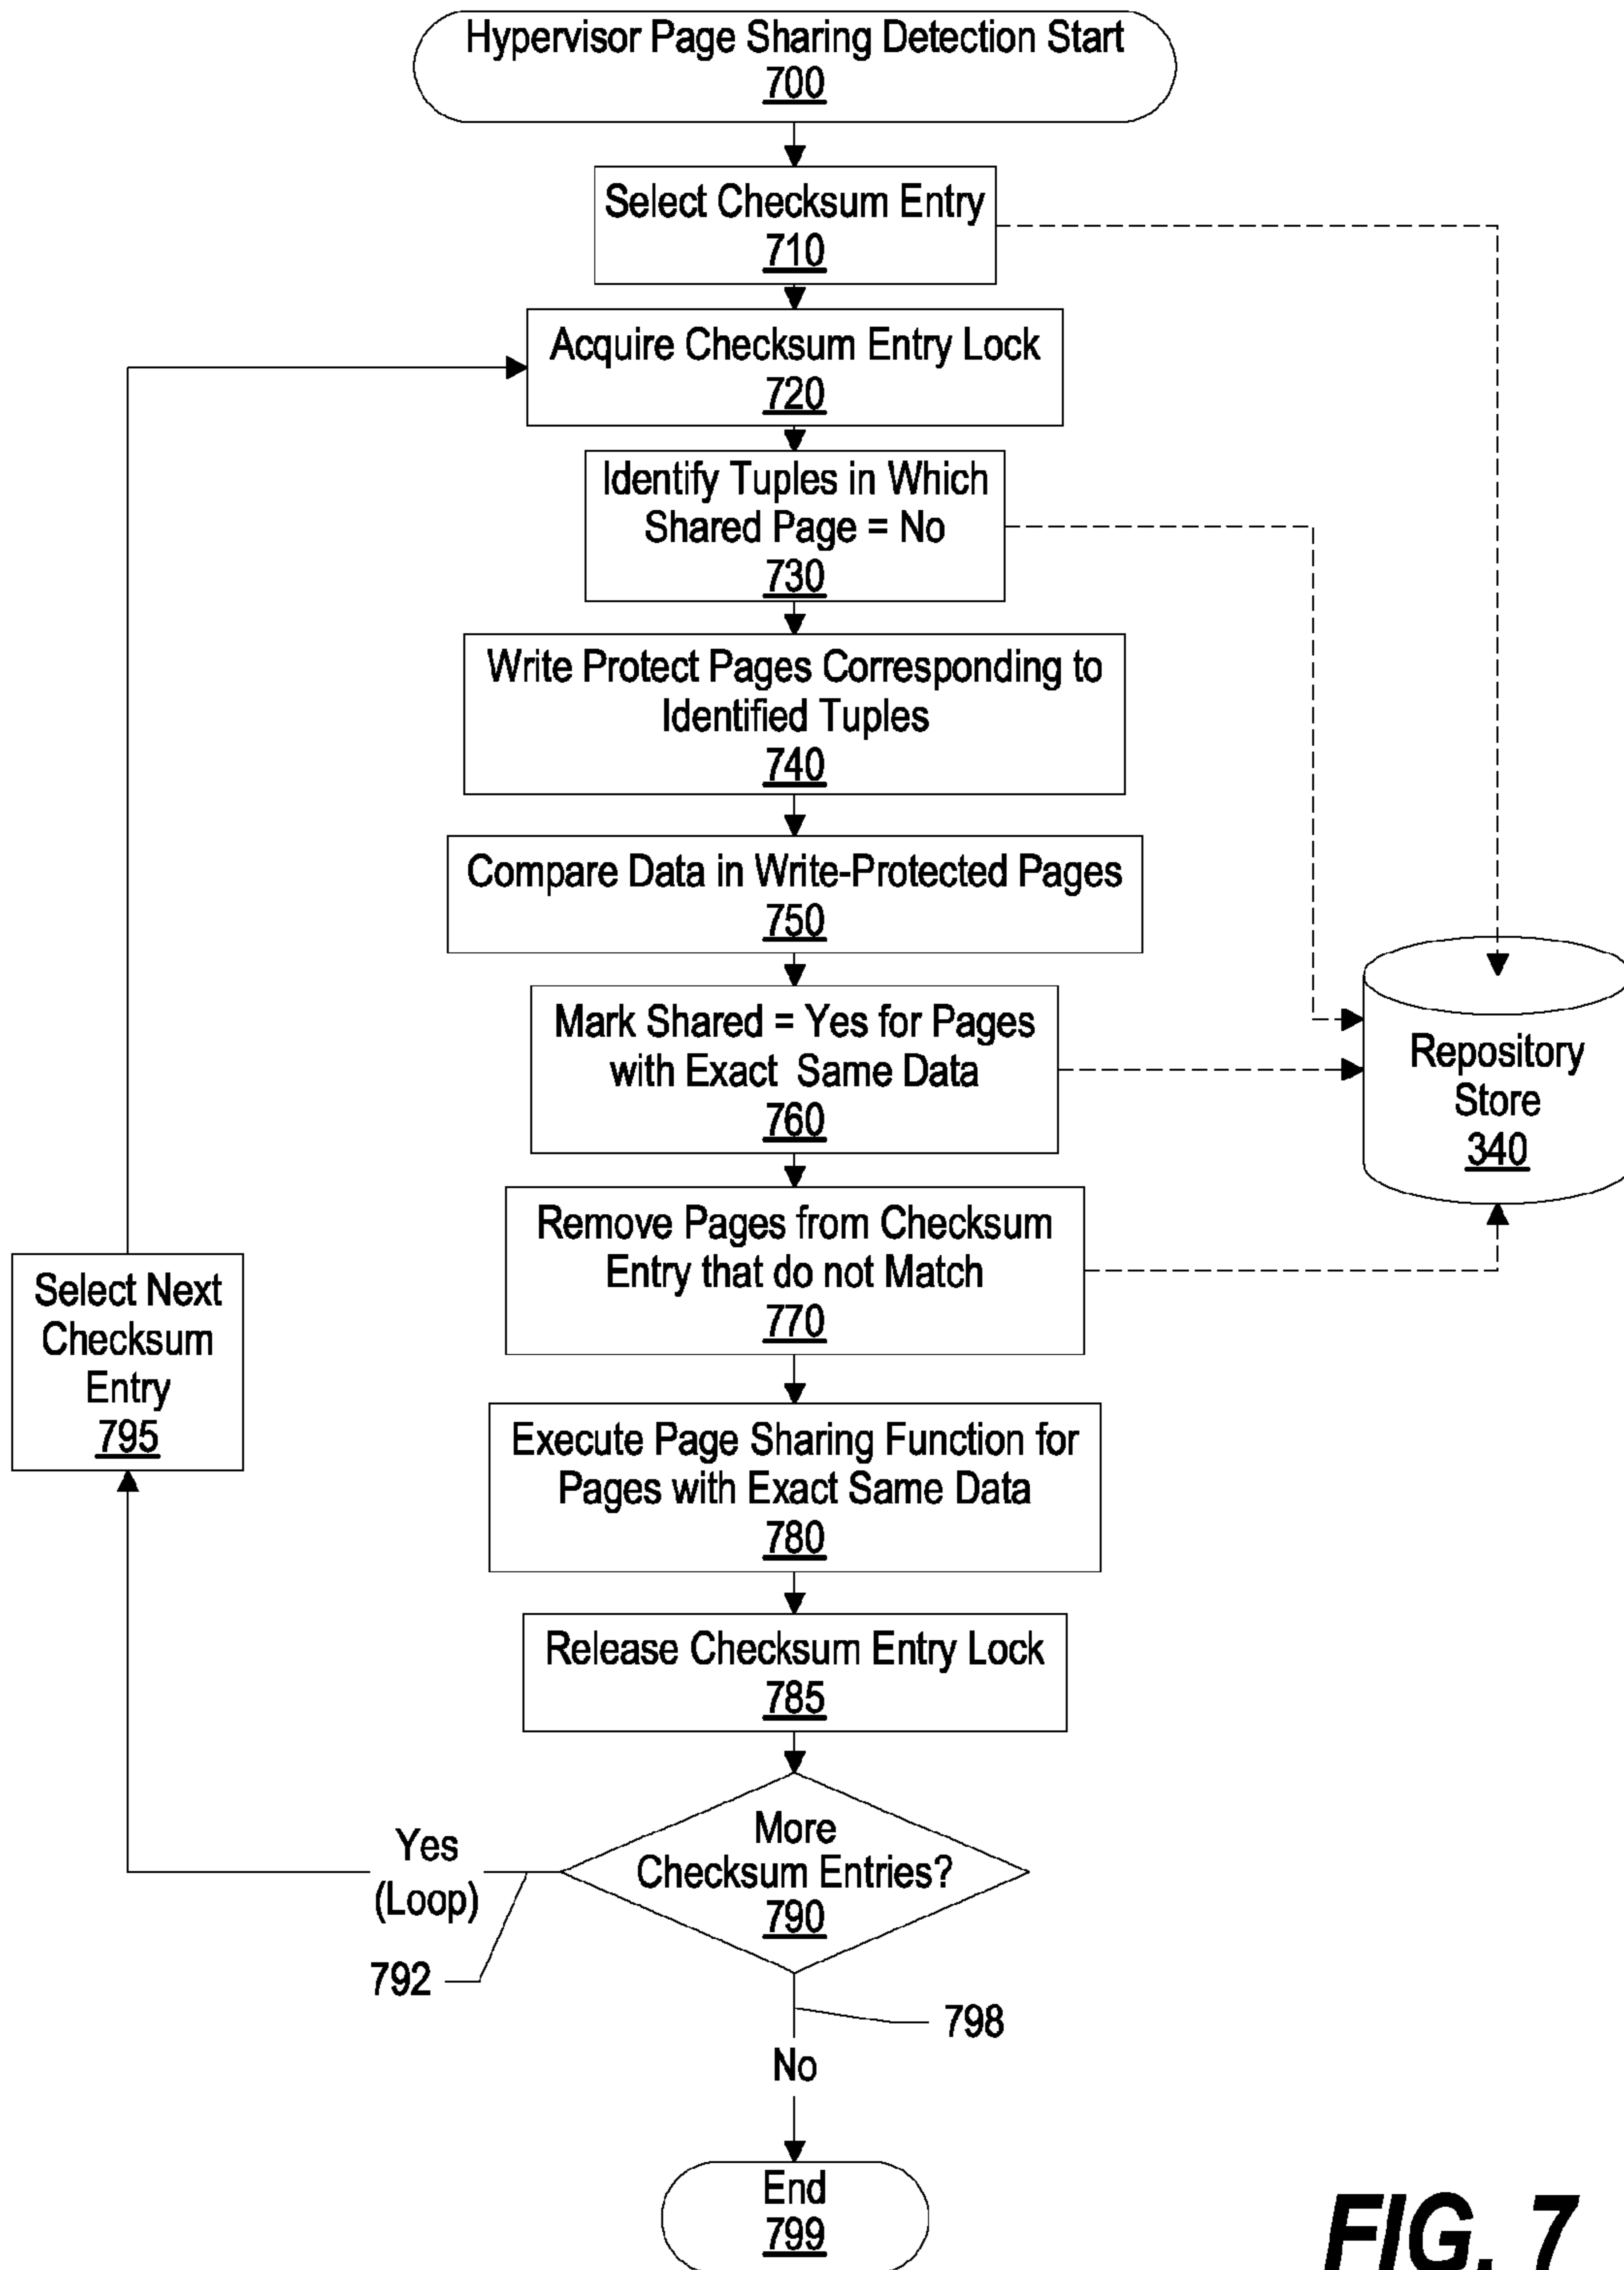 Hypervisor Page Sharing Detection Start
700
Select Checksum Entry
710
Acquire Checksum Entry Lock
720
Identify Tuples in Which
Shared Page = No
730
Write Protect Pages Corresponding to
Identified Tuples
740
Compare Data in Write-Protected Pages
750
Mark Shared = Yes for Pages
with Exact Same Data
760
Repository
Store
340
Remove Pages from Checksum
Entry that do not Match
770
Select Next
Checksum
Entry
795
Execute Page Sharing Function for
Pages with Exact Same Data
780
Release Checksum Entry Lock
785
More
Checksum Entries?
790
Yes
(Loop)
792
798
No
End
799
FIG. 7